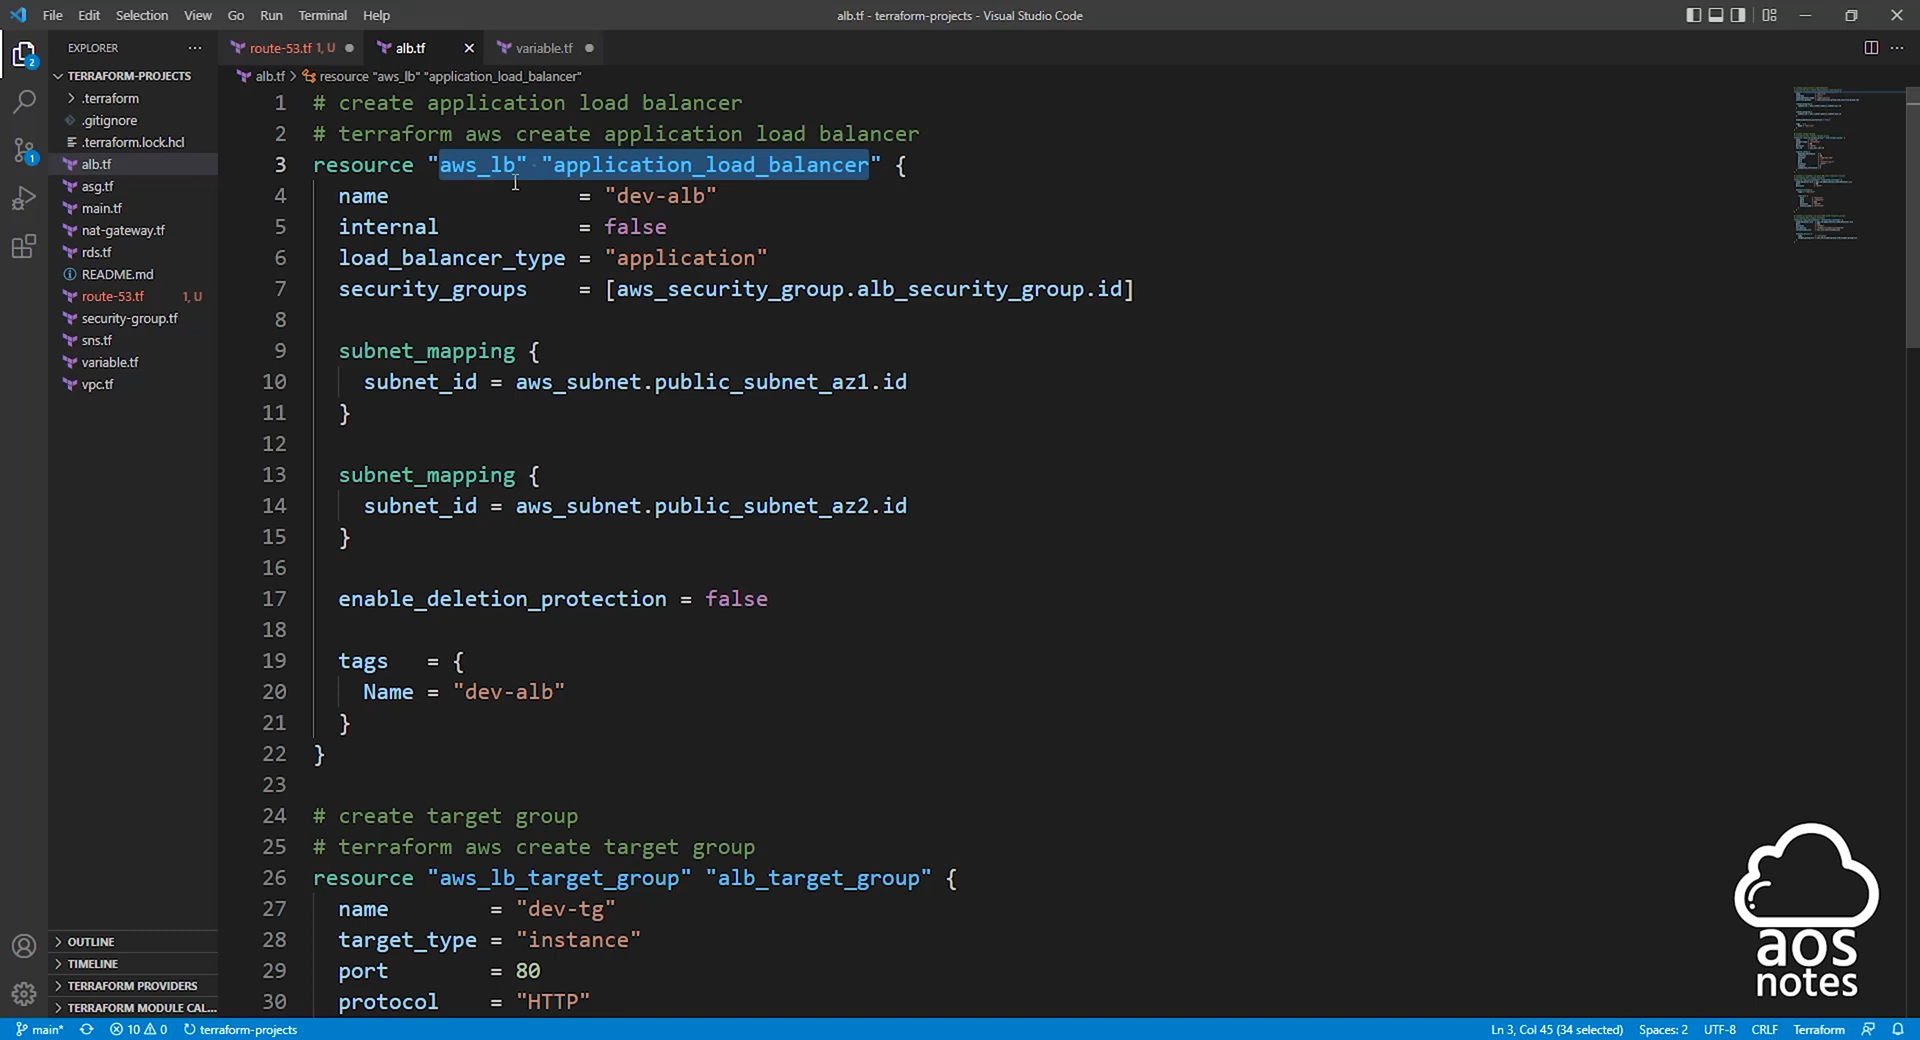 File Edit Selection View Go Run Terminal Help
alb.tf - terraform-projects - Visual Studio Code
EXPLORER
route-53.tf 1, U
alb.tf
variable.tf
TERRAFORM-PROJECTS
.terraform
.gitignore
.terraform.lock.hcl
alb.tf
asg.tf
main.tf
nat-gateway.tf
rds.tf
README.md
route-53.tf 1, U
security-group.tf
sns.tf
variable.tf
vpc.tf
OUTLINE
TIMELINE
TERRAFORM PROVIDERS
TERRAFORM MODULE CAL...
2
1
alb.tf > resource "aws_lb" "application_load_balancer"
1 # create application load balancer
2 # terraform aws create application load balancer
3 resource "aws_lb" "application_load_balancer" {
4 name = "dev-alb"
5 internal = false
6 load_balancer_type = "application"
7 security_groups = [aws_security_group.alb_security_group.id]
8
9 subnet_mapping {
10 subnet_id = aws_subnet.public_subnet_az1.id
11 }
12
13 subnet_mapping {
14 subnet_id = aws_subnet.public_subnet_az2.id
15 }
16
17 enable_deletion_protection = false
18
19 tags = {
20 Name = "dev-alb"
21 }
22 }
23
24 # create target group
25 # terraform aws create target group
26 resource "aws_lb_target_group" "alb_target_group" {
27 name = "dev-tg"
28 target_type = "instance"
29 port = 80
30 protocol = "HTTP"
aos
notes
main* 10 0 terraform-projects
Ln 3, Col 45 (34 selected) Spaces: 2 UTF-8 CRLF Terraform